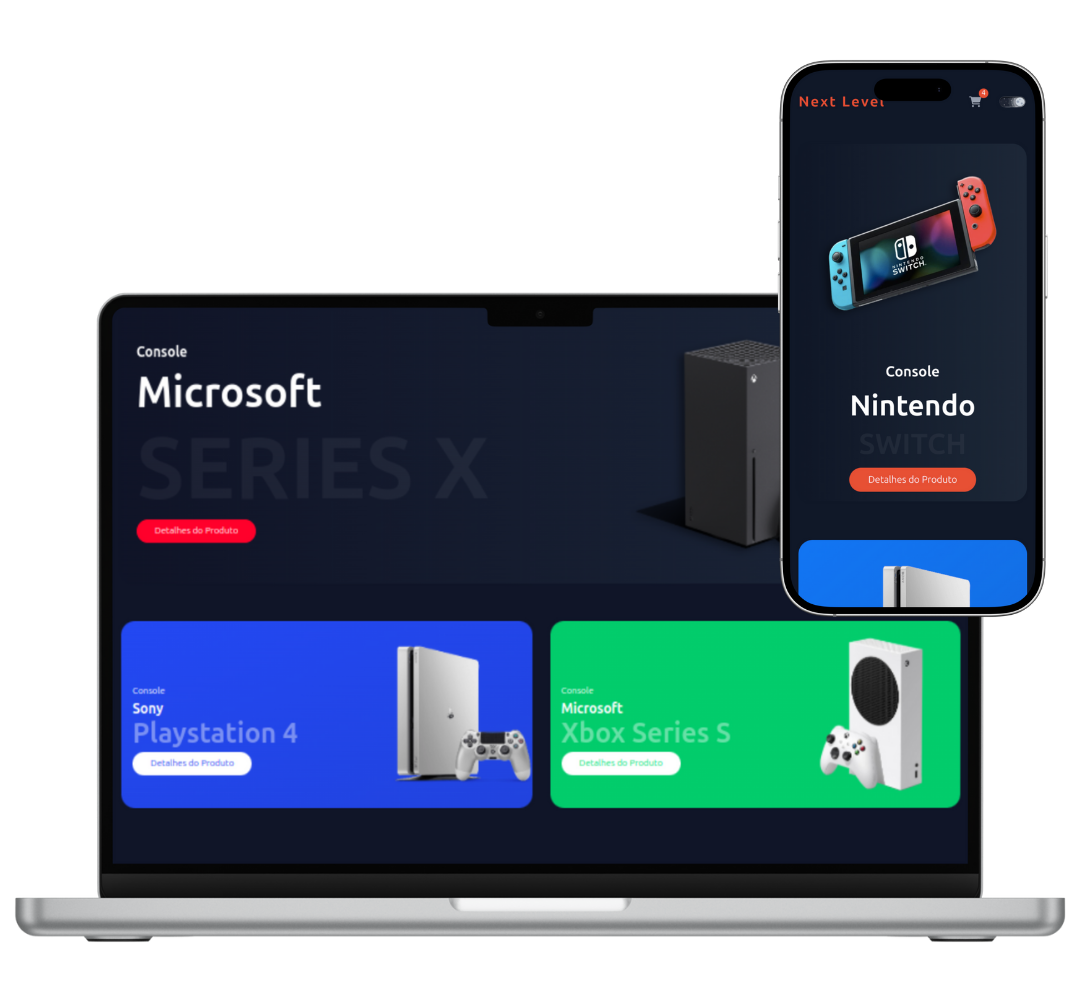 Console
Microsoft
SERIES X
Detalhes do Produto
Console
Sony
Playstation 4
Detalhes do Produto
Console
Microsoft
Xbox Series S
Detalhes do Produto
Next Level
4
NINTENDO
SWITCH
Console
Nintendo
SWITCH
Detalhes do Produto